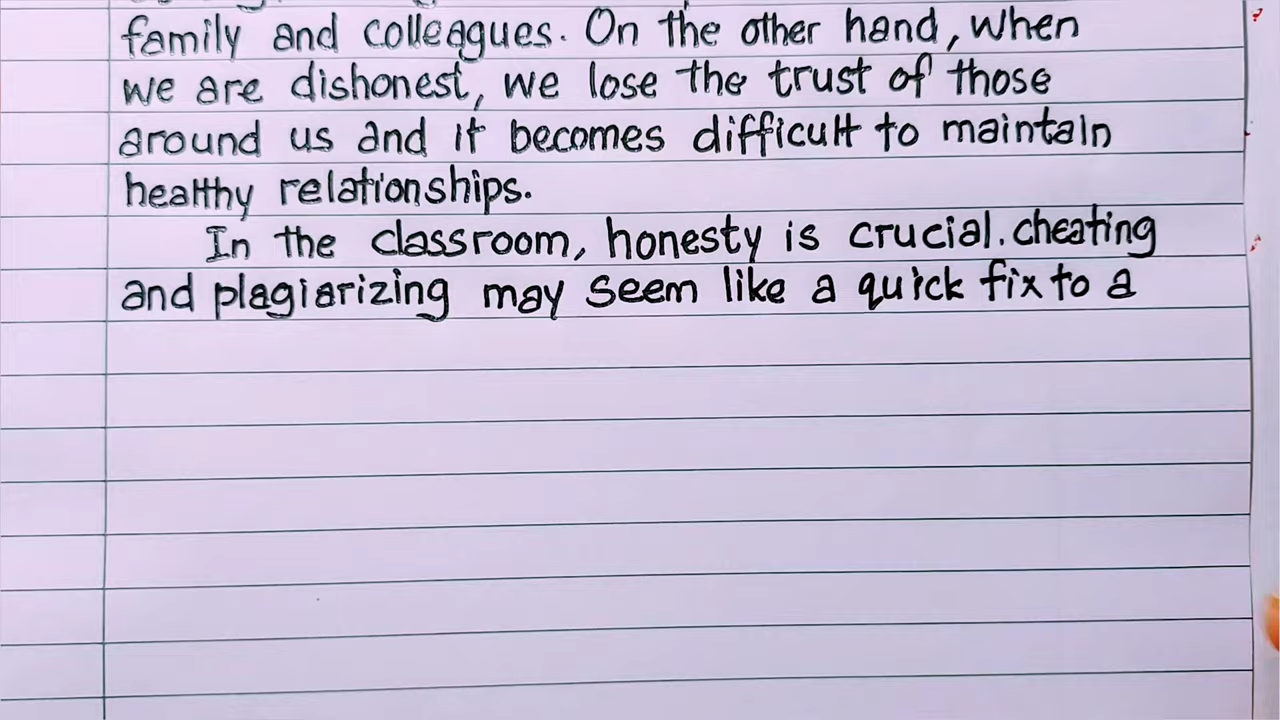 family and colleagues. On the other hand, when
we are dishonest, we lose the trust of those
around us and it becomes difficult to maintain
healthy relationships.
In the classroom, honesty is crucial. cheating
and plagiarizing may seem like a quick fix to a